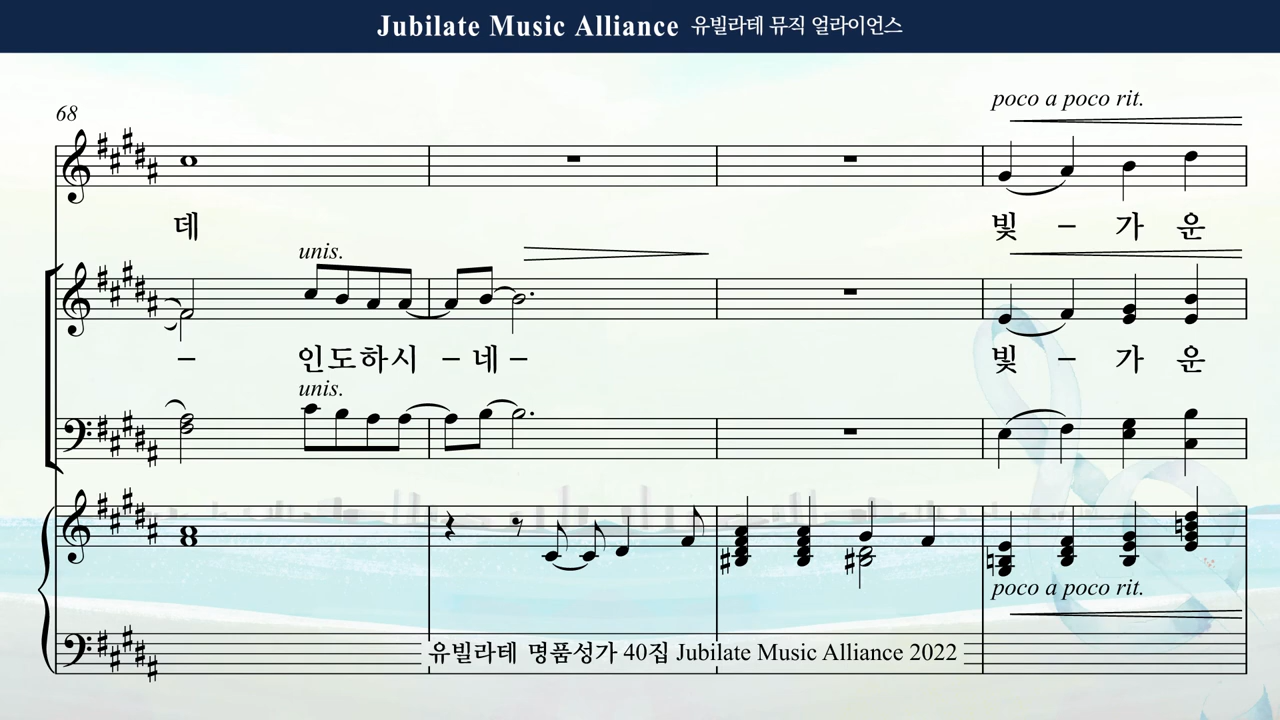 Jubilate Music Alliance 유빌라테 뮤직 얼라이언스
poco a poco rit.
68
데 빛 – 가 운
unis.
– 인도하시 – 네 – 빛 – 가 운
unis.
poco a poco rit.
유빌라테 명품성가 40집 Jubilate Music Alliance 2022